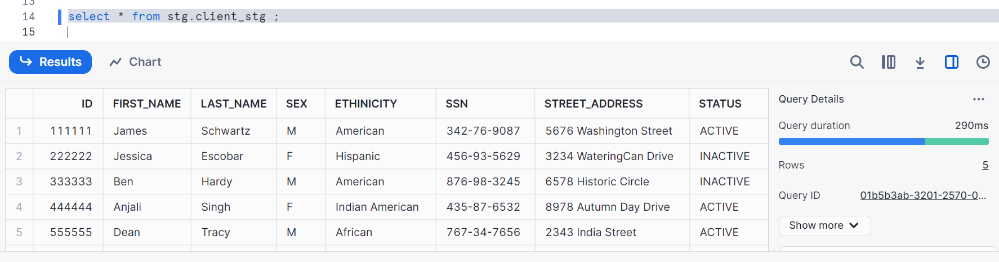 13
14 select * from stg.client_stg ;
15
Results Chart
ID FIRST_NAME LAST_NAME SEX ETHINICITY SSN STREET_ADDRESS STATUS
1 111111 James Schwartz M American 342-76-9087 5676 Washington Street ACTIVE
2 222222 Jessica Escobar F Hispanic 456-93-5629 3234 WateringCan Drive INACTIVE
3 333333 Ben Hardy M American 876-98-3245 6578 Historic Circle INACTIVE
4 444444 Anjali Singh F Indian American 435-87-6532 8978 Autumn Day Drive ACTIVE
5 555555 Dean Tracy M African 767-34-7656 2343 India Street ACTIVE
Query Details ...
Query duration 290ms
Rows 5
Query ID 01b5b3ab-3201-2570-0...
Show more